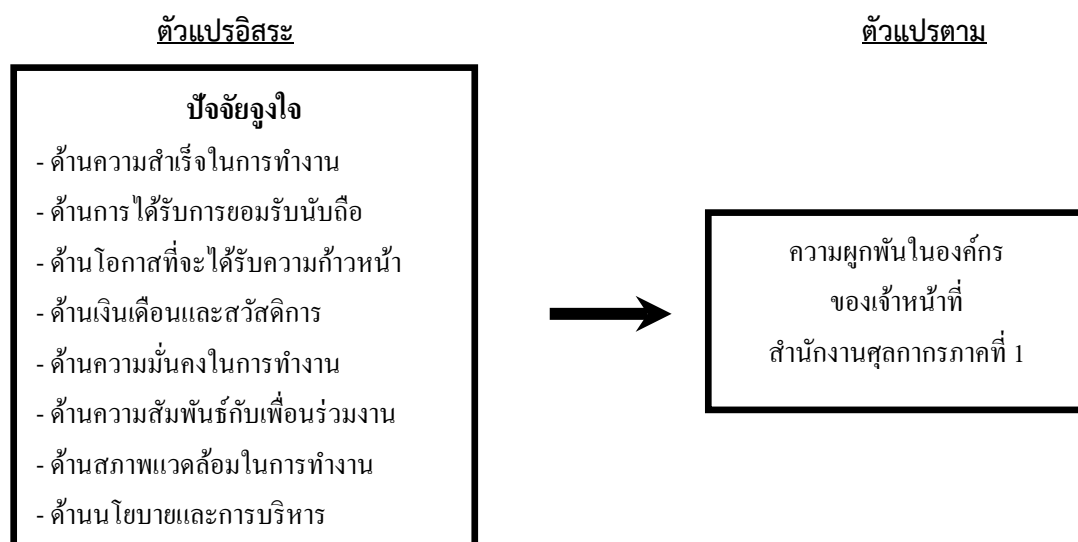 ตัวแปรอิสระ
ตัวแปรตาม
ปัจจัยจูงใจ
- ด้านความสำเร็จในการทำงาน
- ด้านการได้รับการยอมรับนับถือ
- ด้านโอกาสที่จะได้รับความก้าวหน้า
- ด้านเงินเดือนและสวัสดิการ
- ด้านความมั่นคงในการทำงาน
- ด้านความสัมพันธ์กับเพื่อนร่วมงาน
- ด้านสภาพแวดล้อมในการทำงาน
- ด้านนโยบายและการบริหาร
ความผูกพันในองค์กร
ของเจ้าหน้าที่
สำนักงานศุลกากรภาคที่ 1